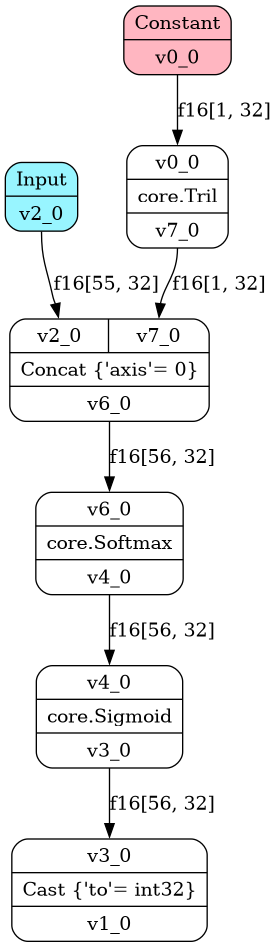 Constant
v0_0
f16[1, 32]
v0_0
core.Tril
v7_0
Input
v2_0
f16[55, 32]
f16[1, 32]
v2_0 v7_0
Concat {'axis'= 0}
v6_0
f16[56, 32]
v6_0
core.Softmax
v4_0
f16[56, 32]
v4_0
core.Sigmoid
v3_0
f16[56, 32]
v3_0
Cast {'to'= int32}
v1_0